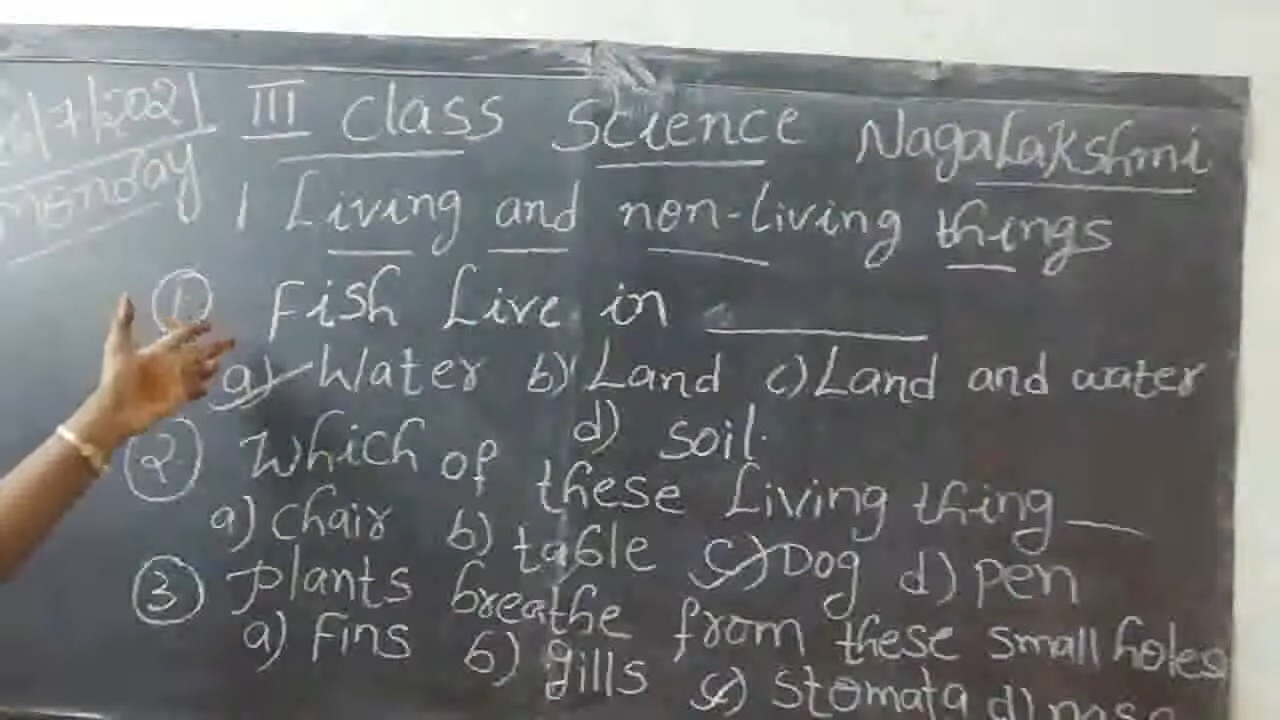 /7/2021 III class Science Nagalakshmi
monday
1 Living and non-living things
① Fish Live in ______
a) Water b) Land c) Land and water
d) soil.
② Which of these Living thing __
a) chair b) table c) Dog d) pen
③ plants breathe from these small holes
a) Fins b) gills c) stomata d) nose